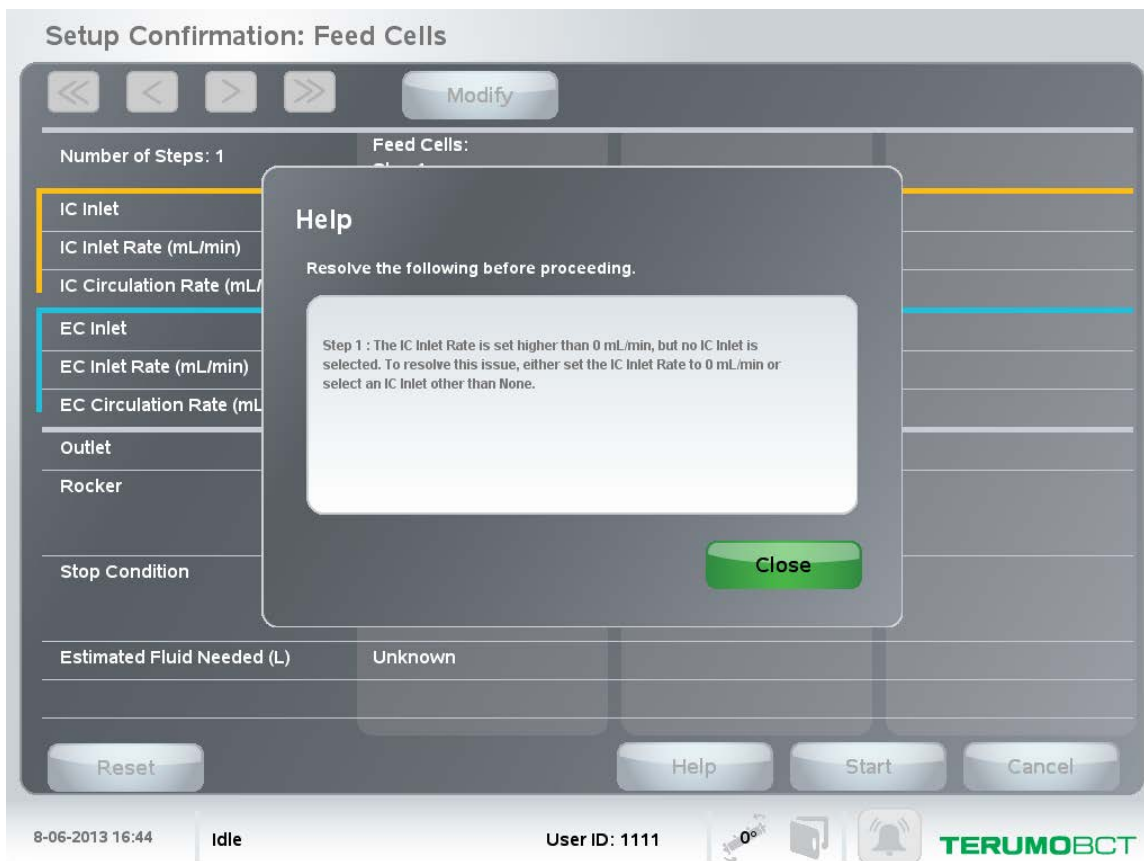 Setup Confirmation: Feed Cells
Modify
Number of Steps: 1
Feed Cells:
IC Inlet
IC Inlet Rate (mL/min)
IC Circulation Rate (mL/
EC Inlet
EC Inlet Rate (mL/min)
EC Circulation Rate (mL
Outlet
Rocker
Stop Condition
Estimated Fluid Needed (L)
Unknown
Help
Resolve the following before proceeding.
Step 1 : The IC Inlet Rate is set higher than 0 mL/min, but no IC Inlet is
selected. To resolve this issue, either set the IC Inlet Rate to 0 mL/min or
select an IC Inlet other than None.
Close
Reset
Help
Start
Cancel
8-06-2013 16:44
Idle
User ID: 1111
0°
TERUMOBCT